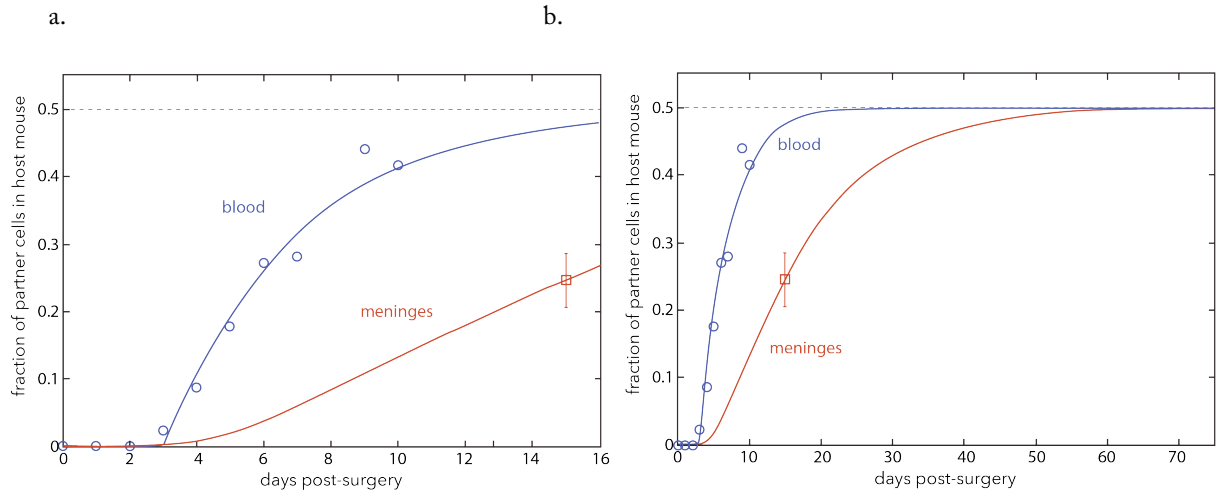 a.
b.
fraction of partner cells in host mouse
0.5
0.4
0.3
0.2
0.1
0
blood
meninges
0 2 4 6 8 10 12 14 16
days post-surgery
fraction of partner cells in host mouse
0.5
0.4
0.3
0.2
0.1
0
blood
meninges
0 10 20 30 40 50 60 70
days post-surgery